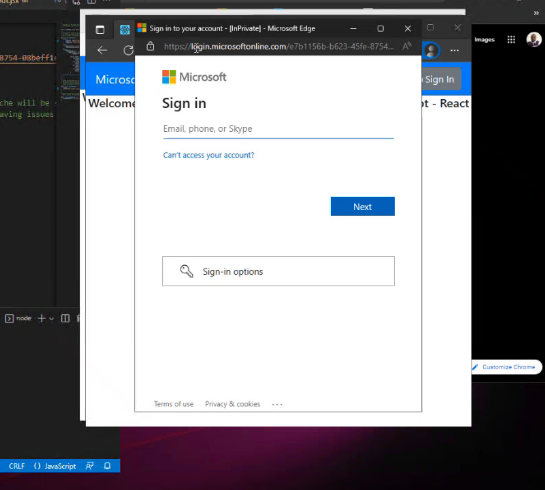 Sign in to your account - [InPrivate] - Microsoft Edge
https://login.microsoftonline.com/e7b1156b-b623-45fe-8754...
Images
8754-08beff1
Microsoft
Sign In
Sign in
che will be
Welcome
pt - React
aving issues
Email, phone, or Skype
Can't access your account?
Next
Sign-in options
node
Customize Chrome
Terms of use Privacy & cookies ...
CRLF {} JavaScript